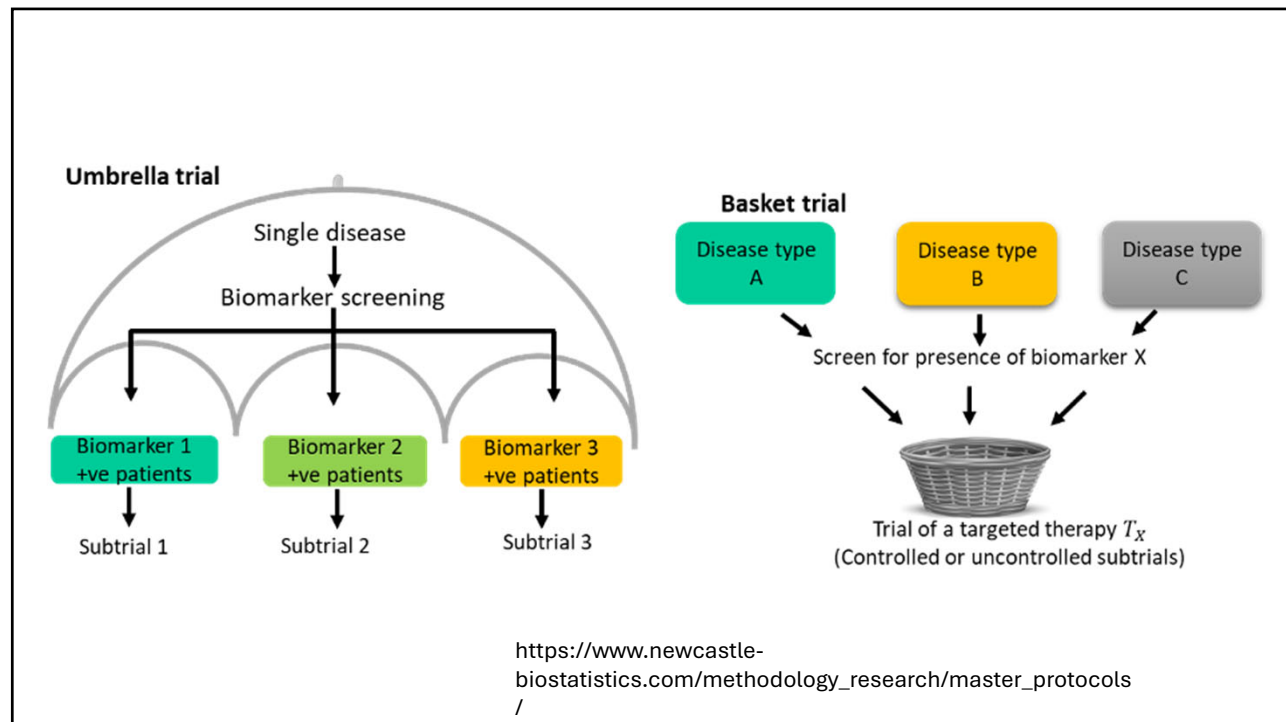 Umbrella trial
Single disease
Biomarker screening
Biomarker 1
+ve patients
Biomarker 2
+ve patients
Biomarker 3
+ve patients
Subtrial 1
Subtrial 2
Subtrial 3
Basket trial
Disease type
A
Disease type
B
Disease type
C
Screen for presence of biomarker X
Trial of a targeted therapy T_X
(Controlled or uncontrolled subtrials)
https://www.newcastle-
biostatistics.com/methodology_research/master_protocols
/